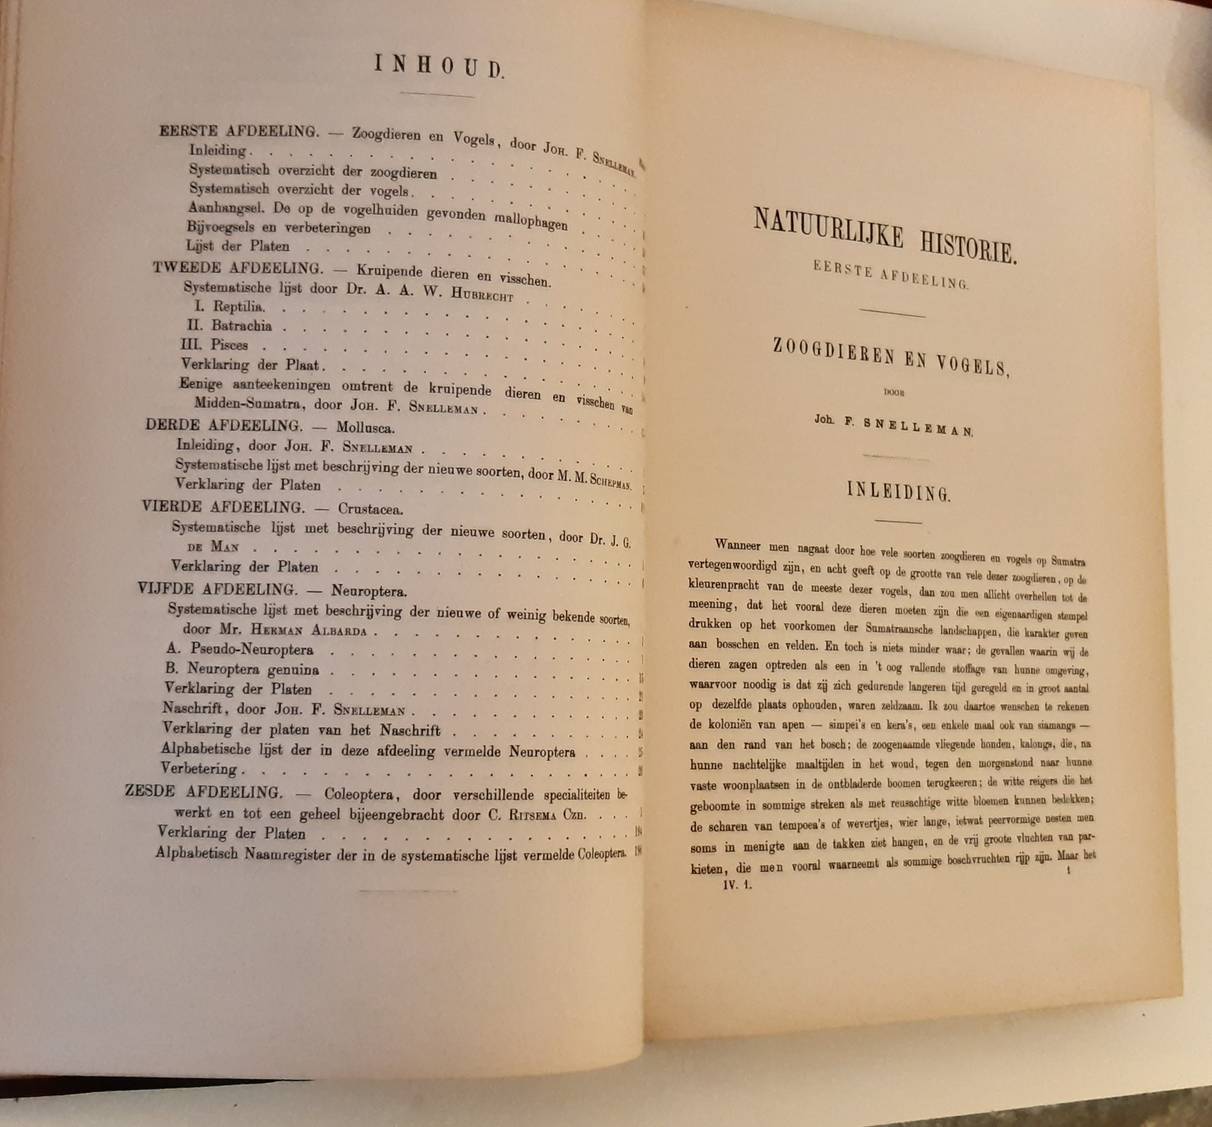 INHOUD.
EERSTE AFDEELING. — Zoogdieren en Vogels, door Joh. F. Snelleman.
Inleiding . . . . . . . . . . . . . . . . .
Systematisch overzicht der zoogdieren . . . . . . . . .
Systematisch overzicht der vogels. . . . . . . . . . .
Aanhangsel. De op de vogelhuiden gevonden mallophagen . . . .
Bijvoegsels en verbeteringen . . . . . . . . . . .
Lijst der Platen . . . . . . . . . . . . . . .
TWEEDE AFDEELING. — Kruipende dieren en visschen.
Systematische lijst door Dr. A. A. W. Hubrecht . . . . . .
I. Reptilia. . . . . . . . . . . . . . . . . .
II. Batrachia . . . . . . . . . . . . . . . . .
III. Pisces . . . . . . . . . . . . . . . . . .
Verklaring der Plaat. . . . . . . . . . . . . . .
Eenige aanteekeningen omtrent de kruipende dieren en visschen van
Midden-Sumatra, door Joh. F. Snelleman . . . . . . . .
DERDE AFDEELING. — Mollusca.
Inleiding, door Joh. F. Snelleman . . . . . . . . . .
Systematische lijst met beschrijving der nieuwe soorten, door M. M. Schepman.
Verklaring der Platen . . . . . . . . . . . . . .
VIERDE AFDEELING. — Crustacea.
Systematische lijst met beschrijving der nieuwe soorten, door Dr. J. G.
de Man . . . . . . . . . . . . . . . . . .
Verklaring der Platen . . . . . . . . . . . . . .
VIJFDE AFDEELING. — Neuroptera.
Systematische lijst met beschrijving der nieuwe of weinig bekende soorten,
door Mr. Herman Albarda . . . . . . . . . . . . .
A. Pseudo-Neuroptera . . . . . . . . . . . . . .
B. Neuroptera genuina . . . . . . . . . . . . . .
Verklaring der Platen . . . . . . . . . . . . . .
Naschrift, door Joh. F. Snelleman . . . . . . . . . .
Verklaring der platen van het Naschrift . . . . . . . .
Alphabetische lijst der in deze afdeeling vermelde Neuroptera . . .
Verbetering. . . . . . . . . . . . . . . . . .
ZESDE AFDEELING. — Coleoptera, door verschillende specialiteiten be-
werkt en tot een geheel bijeengebracht door C. Ritsema Czn. . . .
Verklaring der Platen . . . . . . . . . . . . . .
Alphabetisch Naamregister der in de systematische lijst vermelde Coleoptera.
NATUURLIJKE HISTORIE.
EERSTE AFDEELING.
ZOOGDIEREN EN VOGELS,
DOOR
Joh. F. SNELLEMAN.
INLEIDING.
Wanneer men nagaat door hoe vele soorten zoogdieren en vogels op Sumatra
vertegenwoordigd zijn, en acht geeft op de grootte van vele dezer zoogdieren, op de
kleurenpracht van de meeste dezer vogels, dan zou men allicht overhellen tot de
meening, dat het vooral deze dieren moeten zijn die een eigenaardigen stempel
drukken op het voorkomen der Sumatraansche landschappen, die karakter geven
aan bosschen en velden. En toch is niets minder waar; de gevallen waarin wij de
dieren zagen optreden als een in 't oog vallende stoffage van hunne omgeving,
waarvoor noodig is dat zij zich gedurende langeren tijd geregeld en in groot aantal
op dezelfde plaats ophouden, waren zeldzaam. Ik zou daartoe wenschen te rekenen
de koloniën van apen — simpei's en kera's, een enkele maal ook van siamangs —
aan den rand van het bosch; de zoogenaamde vliegende honden, kalongs, die, na
hunne nachtelijke maaltijden in het woud, tegen den morgenstond naar hunne
vaste woonplaatsen in de ontbladerde boomen terugkeeren; de witte reigers die het
geboomte in sommige streken als met reusachtige witte bloemen kunnen bedekken;
de scharen van tempoea's of wevertjes, wier lange, ietwat peervormige nesten men
soms in menigte aan de takken ziet hangen, en de vrij groote vluchten van par-
kieten, die men vooral waarneemt als sommige boschvruchten rijp zijn. Maar het
IV. 1. 1